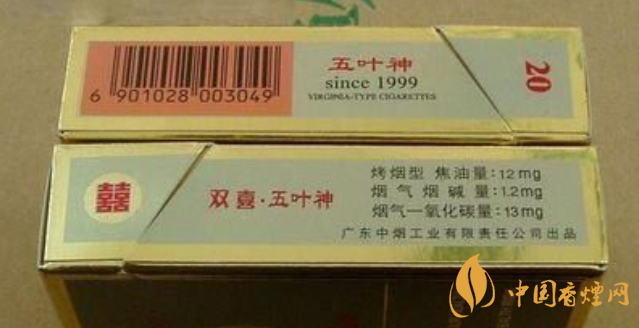 五叶神
since 1999
VIRGINIA-TYPE CIGARETTES
20
6 901028 003049
囍
双喜·五叶神
烤烟型 焦油量:12mg
烟气烟碱量:1.2mg
烟气一氧化碳量:13mg
广东中烟工业有限责任公司出品
中国香煙网